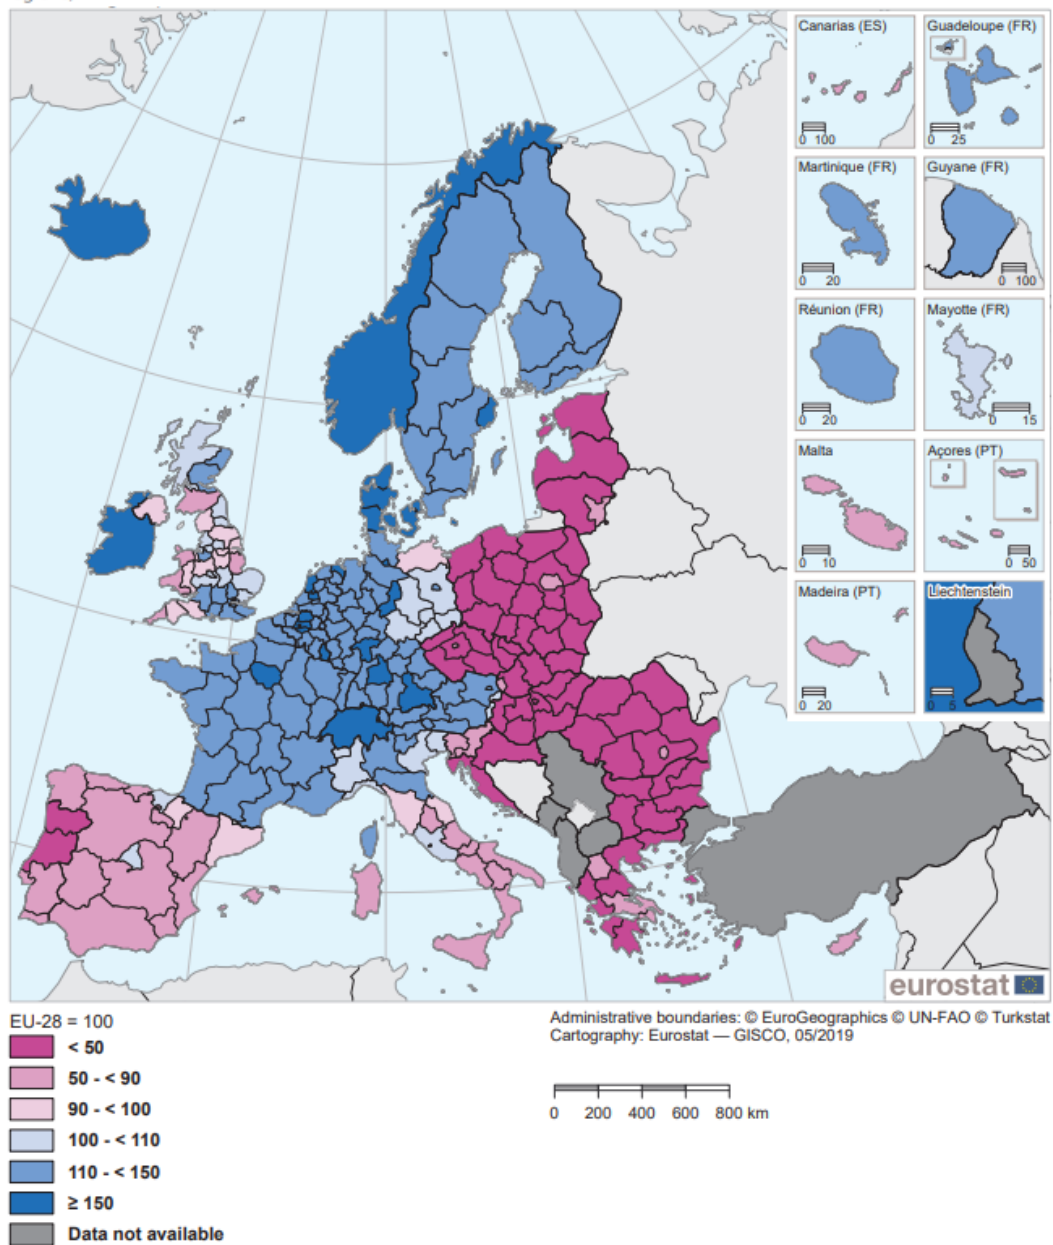 Canarias (ES)
0 100
Guadeloupe (FR)
0 25
Martinique (FR)
0 20
Guyane (FR)
0 100
Réunion (FR)
0 20
Mayotte (FR)
0 15
Malta
0 10
Açores (PT)
0 50
Madeira (PT)
0 20
Liechtenstein
0 5
eurostat
EU-28 = 100
< 50
50 - < 90
90 - < 100
100 - < 110
110 - < 150
≥ 150
Data not available
Administrative boundaries: © EuroGeographics © UN-FAO © Turkstat
Cartography: Eurostat — GISCO, 05/2019
0 200 400 600 800 km